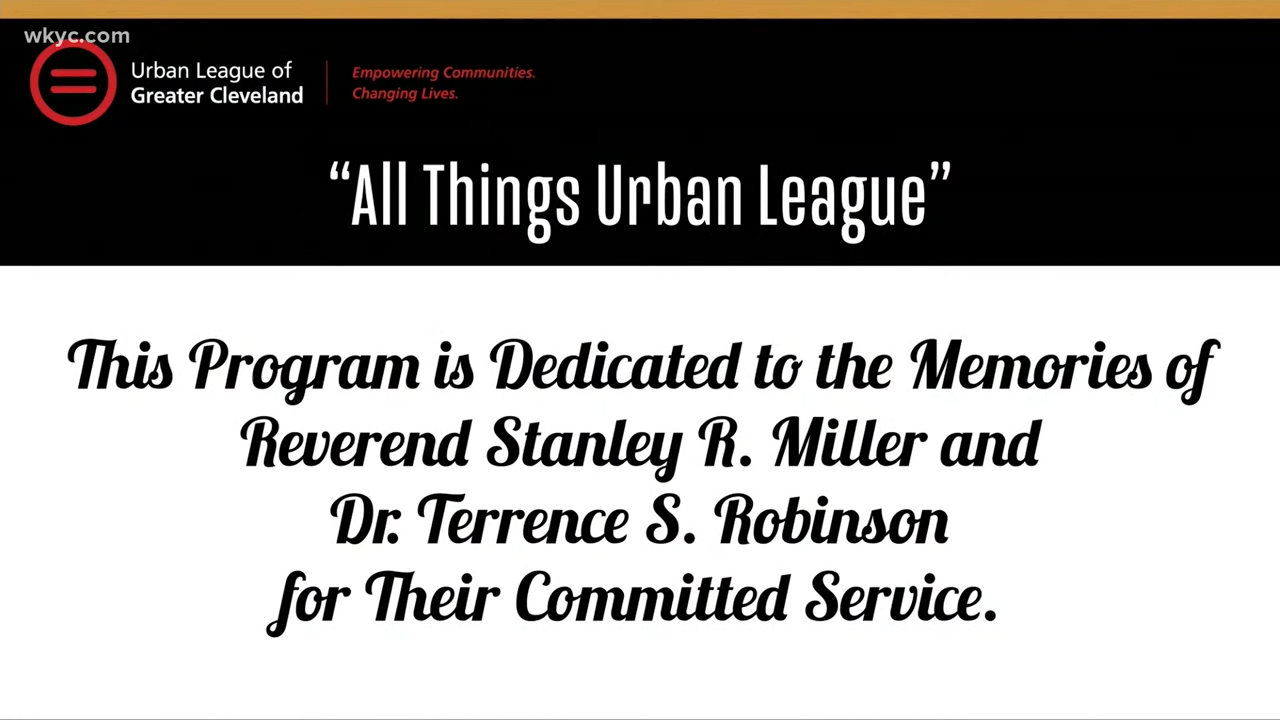 wkyc.com
Urban League of
Greater Cleveland
Empowering Communities.
Changing Lives.
“All Things Urban League”
This Program is Dedicated to the Memories of
Reverend Stanley R. Miller and
Dr. Terrence S. Robinson
for Their Committed Service.